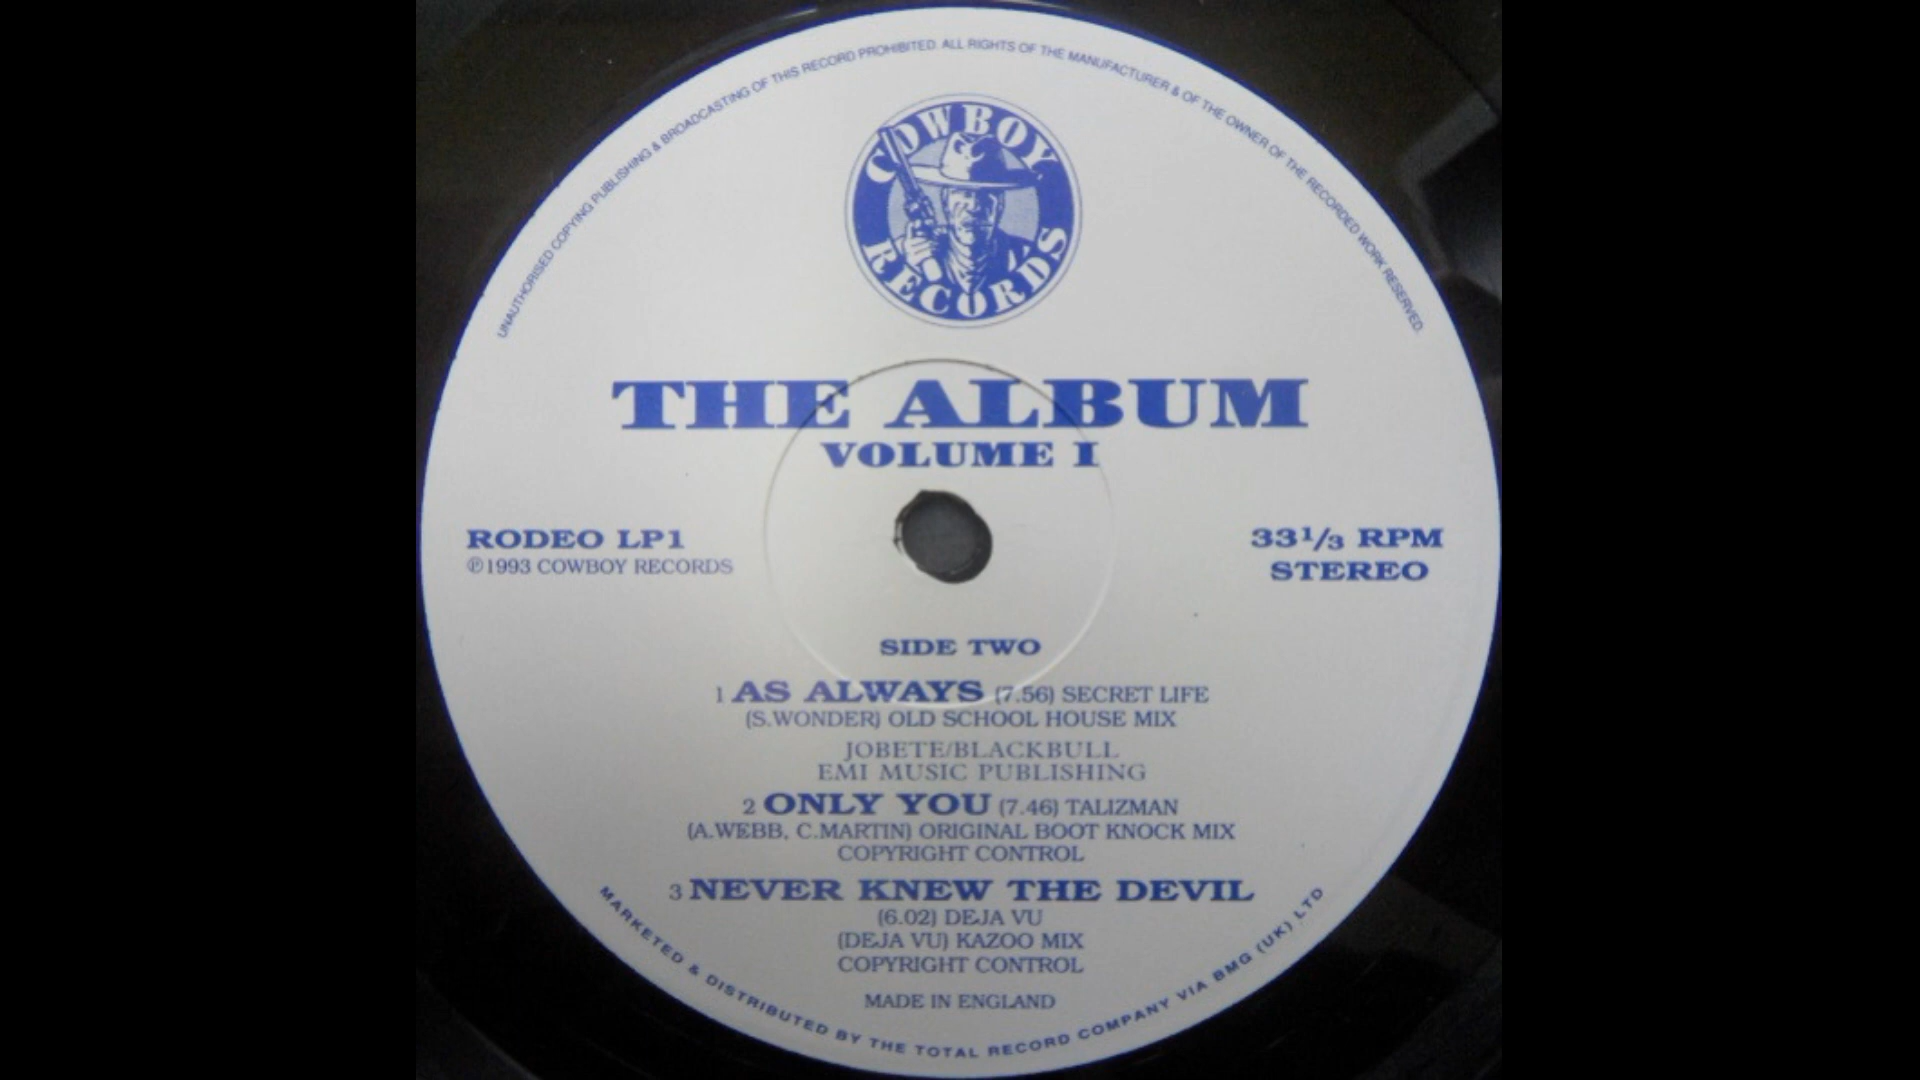 UNAUTHORISED COPYING PUBLISHING & BROADCASTING OF THIS RECORD PROHIBITED. ALL RIGHTS OF THE MANUFACTURER & OF THE OWNER OF THE RECORDED WORK RESERVED.
COWBOY
RECORDS
THE ALBUM
VOLUME I
RODEO LP1
℗1993 COWBOY RECORDS
33 1/3 RPM
STEREO
SIDE TWO
1 AS ALWAYS (7.56) SECRET LIFE
(S.WONDER) OLD SCHOOL HOUSE MIX
JOBETE/BLACKBULL
EMI MUSIC PUBLISHING
2 ONLY YOU (7.46) TALIZMAN
(A.WEBB, C.MARTIN) ORIGINAL BOOT KNOCK MIX
COPYRIGHT CONTROL
3 NEVER KNEW THE DEVIL
(6.02) DEJA VU
(DEJA VU) KAZOO MIX
COPYRIGHT CONTROL
MADE IN ENGLAND
MARKETED & DISTRIBUTED BY THE TOTAL RECORD COMPANY VIA BMG (UK) LTD